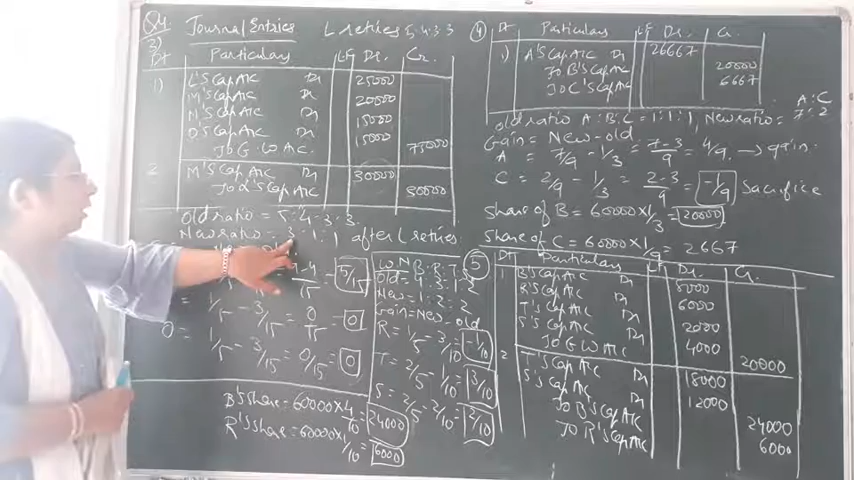 Q4. Journal Entries L retires 5:4:3:3
3)
Dt Particulars LF Dr. Cr.
1) L'S Cap A/C Dr 25000
M'S Cap A/C Dr 20000
N'S Cap A/C Dr 15000
O'S Cap A/C Dr 15000
To G.W A/C. 75000
2 M'S Cap A/C Dr 30000
To L'S Cap A/C 30000
Old ratio = 5:4:3:3.
New ratio = 3:1:1 after L retires
= 5/15
1/5 - 3/15 = 0/15 = 0
O = 1/5 - 3/15 = 0/15 = 0
B's share = 60000 x 4/10 = 24000
R's share = 60000 x 1/10 = 6000
W.N B:R:T:S
Old = 4:3:1:2
New = 1:2:2
Gain = New - old
R = 1/5 - 3/10 = -1/10
T = 2/5 - 1/10 = 3/10
S = 2/5 - 2/10 = 2/10
④ Dt Particulars LF Dr. Cr.
1) A'S Cap A/C Dr 26667
To B'S Cap A/C 20000
To C'S Cap A/C 6667
Old ratio A:B:C = 1:1:1, New ratio = A:C 7:2
Gain = New - old
A = 7/9 - 1/3 = 7-3/9 = 4/9. → gain.
C = 2/9 - 1/3 = 2-3/9 = -1/9 Sacrifice
Share of B = 60000 x 1/3 = 20000
Share of C = 60000 x 1/9 = 2667
⑤ Dt Particulars LF Dr. Cr.
1 B'S Cap A/C Dr 8000
R'S Cap A/C Dr 6000
T'S Cap A/C Dr 2000
S'S Cap A/C Dr 4000
To G.W A/C 20000
2 T'S Cap A/C Dr 18000
S'S Cap A/C Dr 12000
To B'S Cap A/C 24000
To R'S Cap A/C 6000